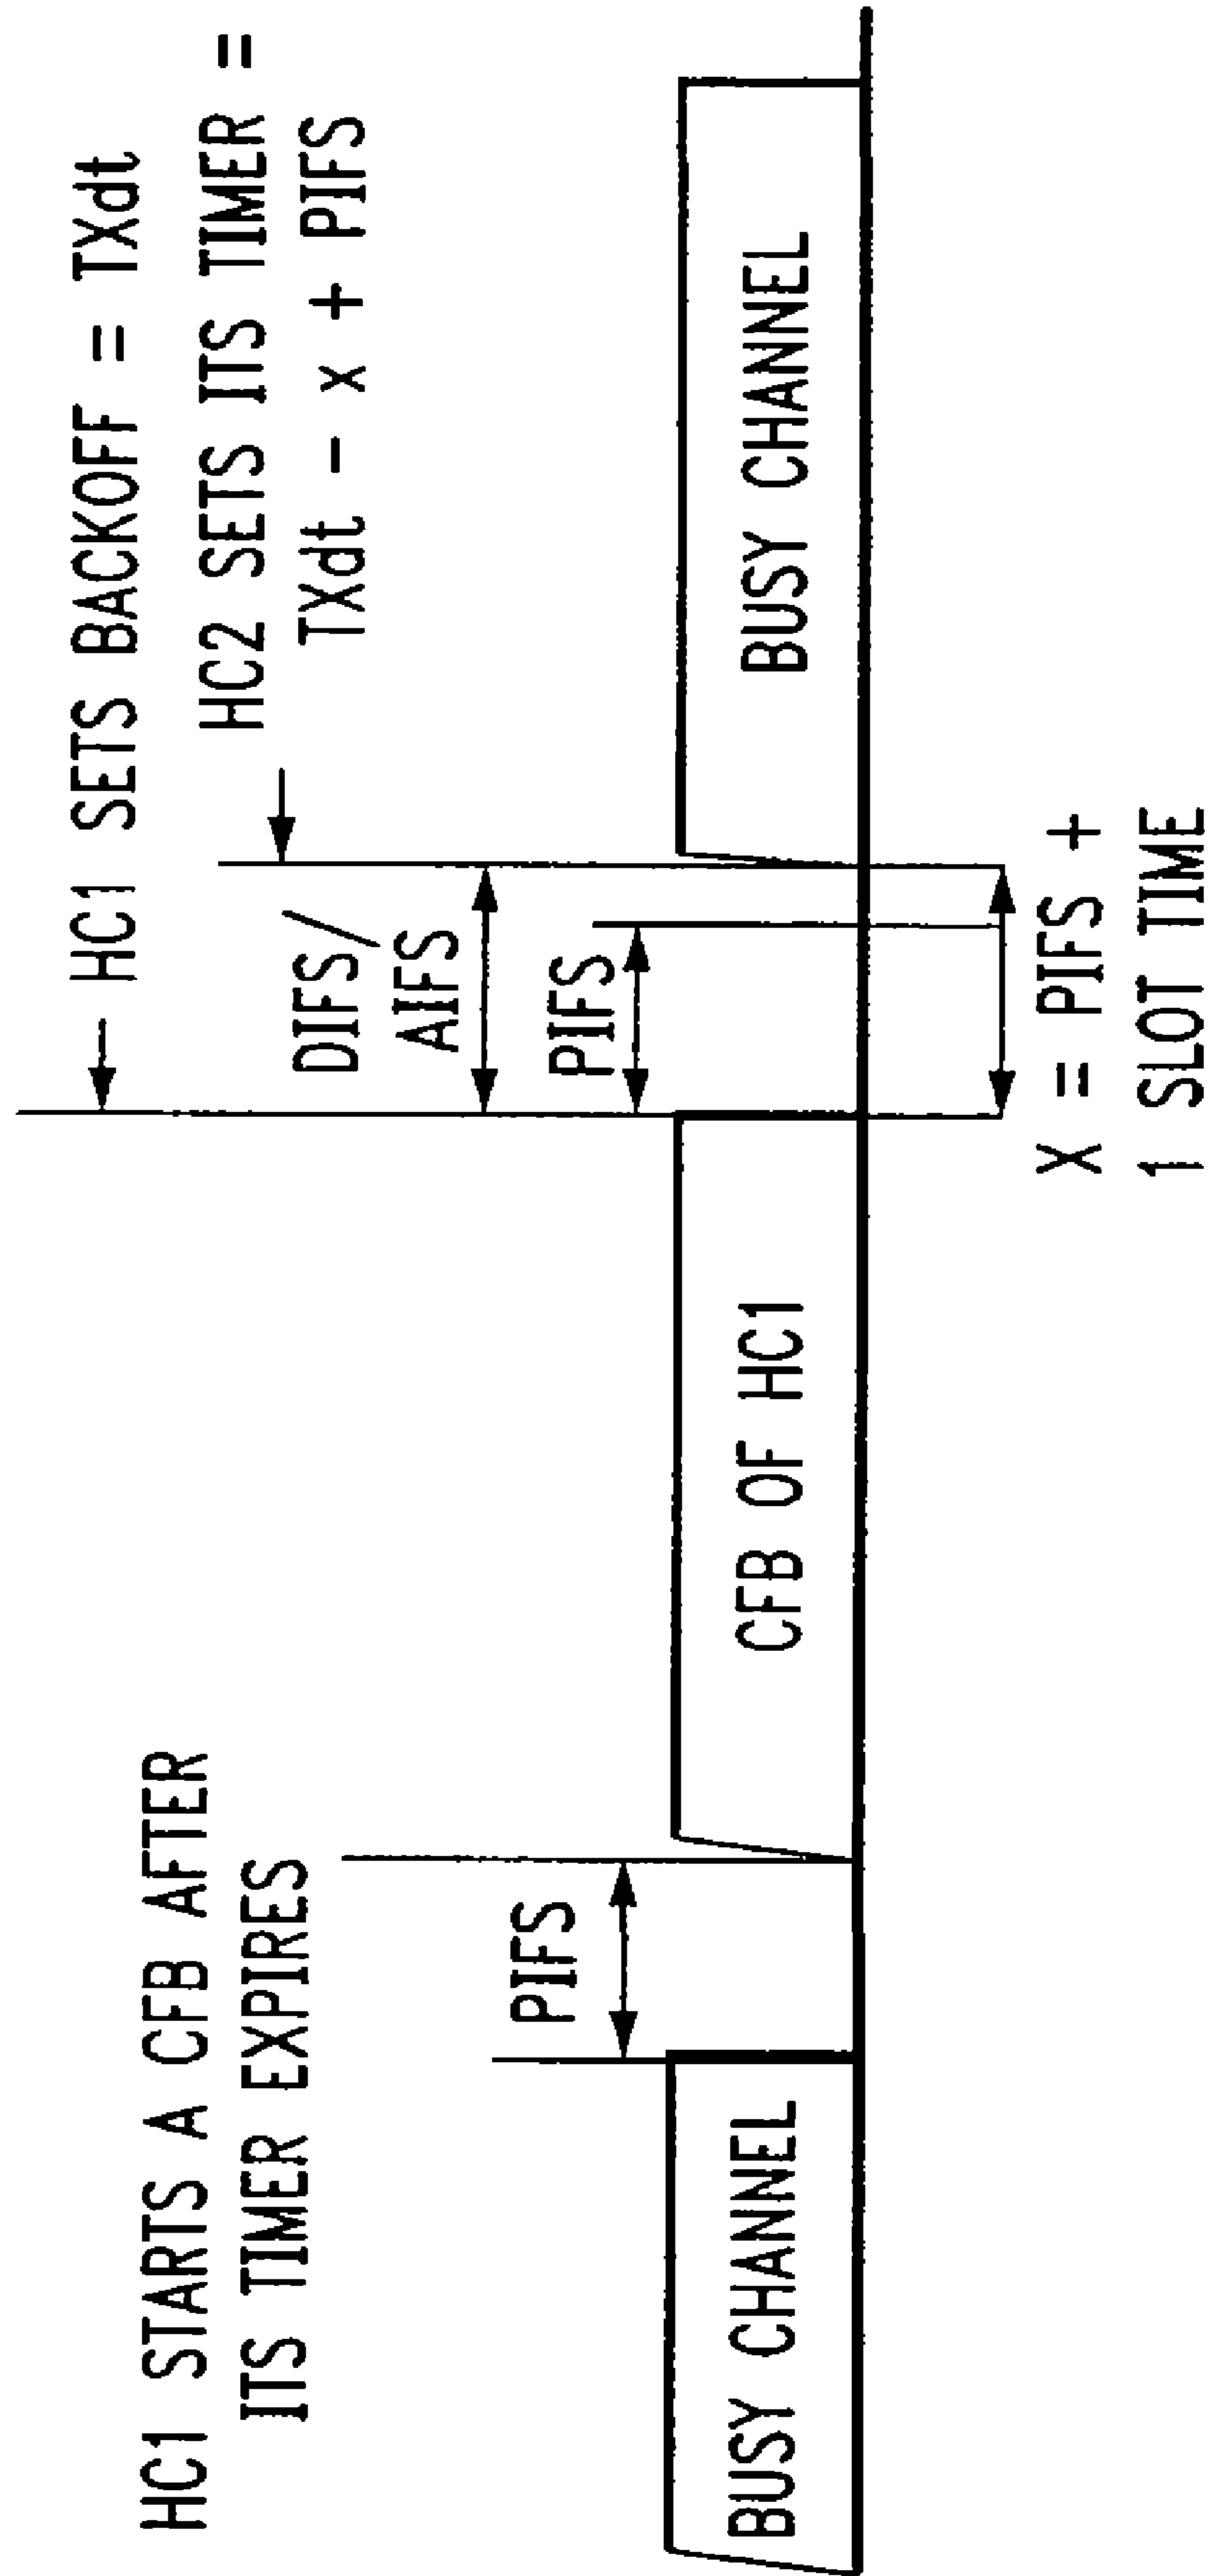 HC1 STARTS A CFB AFTER
ITS TIMER EXPIRES
HC1 SETS BACKOFF = TXdt
HC2 SETS ITS TIMER =
TXdt - x + PIFS
DIFS/
AIFS
PIFS
PIFS
BUSY CHANNEL
CFB OF HC1
BUSY CHANNEL
X = PIFS +
1 SLOT TIME